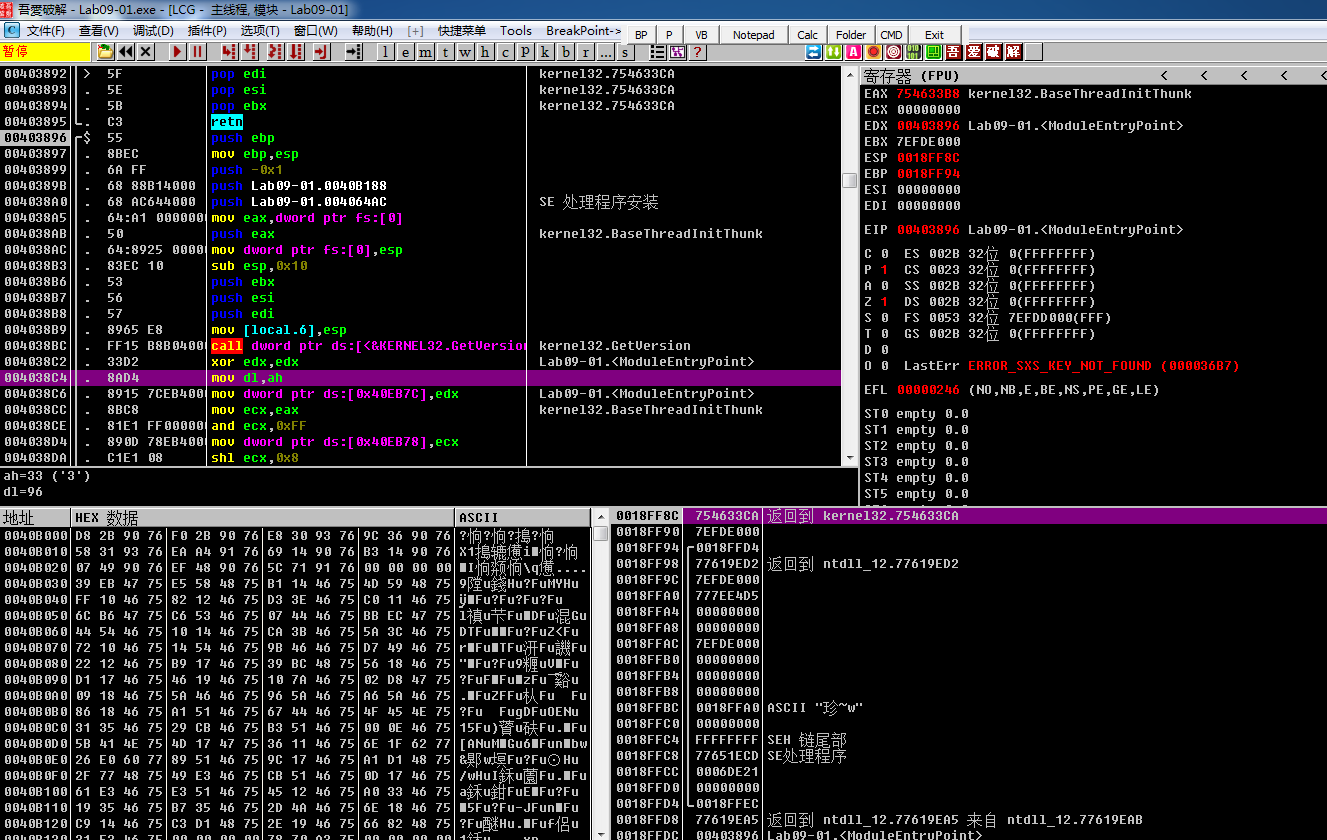 吾愛破解 - Lab09-01.exe - [LCG - 主线程, 模块 - Lab09-01]
文件(F) 查看(V) 调试(D) 插件(P) 选项(T) 窗口(W) 帮助(H) [+] 快捷菜单 Tools BreakPoint->
BP P VB Notepad Calc Folder CMD Exit
暂停
l e m t w h c p k b r ... s
吾 爱 破 解
00403892 > 5F pop edi kernel32.754633CA
00403893 . 5E pop esi kernel32.754633CA
00403894 . 5B pop ebx kernel32.754633CA
00403895 . C3 retn
00403896 $ 55 push ebp
00403897 . 8BEC mov ebp,esp
00403899 . 6A FF push -0x1
0040389B . 68 88B14000 push Lab09-01.0040B188
004038A0 . 68 AC644000 push Lab09-01.004064AC SE 处理程序安装
004038A5 . 64:A1 0000000 mov eax,dword ptr fs:[0]
004038AB . 50 push eax kernel32.BaseThreadInitThunk
004038AC . 64:8925 00000 mov dword ptr fs:[0],esp
004038B3 . 83EC 10 sub esp,0x10
004038B6 . 53 push ebx
004038B7 . 56 push esi
004038B8 . 57 push edi
004038B9 . 8965 E8 mov [local.6],esp
004038BC . FF15 B8B0400 call dword ptr ds:[<&KERNEL32.GetVersion kernel32.GetVersion
004038C2 . 33D2 xor edx,edx Lab09-01.<ModuleEntryPoint>
004038C4 . 8AD4 mov dl,ah
004038C6 . 8915 7CEB400 mov dword ptr ds:[0x40EB7C],edx Lab09-01.<ModuleEntryPoint>
004038CC . 8BC8 mov ecx,eax kernel32.BaseThreadInitThunk
004038CE . 81E1 FF00000 and ecx,0xFF
004038D4 . 890D 78EB400 mov dword ptr ds:[0x40EB78],ecx
004038DA . C1E1 08 shl ecx,0x8
ah=33 ('3')
dl=96
寄存器 (FPU) < < < < <
EAX 754633B8 kernel32.BaseThreadInitThunk
ECX 00000000
EDX 00403896 Lab09-01.<ModuleEntryPoint>
EBX 7EFDE000
ESP 0018FF8C
EBP 0018FF94
ESI 00000000
EDI 00000000
EIP 00403896 Lab09-01.<ModuleEntryPoint>
C 0 ES 002B 32位 0(FFFFFFFF)
P 1 CS 0023 32位 0(FFFFFFFF)
A 0 SS 002B 32位 0(FFFFFFFF)
Z 1 DS 002B 32位 0(FFFFFFFF)
S 0 FS 0053 32位 7EFDD000(FFF)
T 0 GS 002B 32位 0(FFFFFFFF)
D 0
O 0 LastErr ERROR_SXS_KEY_NOT_FOUND (000036B7)
EFL 00000246 (NO,NB,E,BE,NS,PE,GE,LE)
ST0 empty 0.0
ST1 empty 0.0
ST2 empty 0.0
ST3 empty 0.0
ST4 empty 0.0
ST5 empty 0.0
地址 HEX 数据 ASCII
0040B000 D8 2B 90 76 F0 2B 90 76 E8 30 93 76 9C 36 90 76
0040B010 58 31 93 76 EA A4 91 76 69 14 90 76 B3 14 90 76
0040B020 07 49 90 76 EF 48 90 76 5C 71 91 76 00 00 00 00
0040B030 39 EB 47 75 E5 58 48 75 B1 14 46 75 4D 59 48 75
0040B040 FF 10 46 75 82 12 46 75 D3 3E 46 75 C0 11 46 75
0040B050 6C B6 47 75 C6 53 46 75 07 44 46 75 BB EC 47 75
0040B060 44 54 46 75 10 14 46 75 CA 3B 46 75 5A 3C 46 75
0040B070 72 10 46 75 14 54 46 75 9B 46 46 75 D7 49 46 75
0040B080 22 12 46 75 B9 17 46 75 39 BC 48 75 56 18 46 75
0040B090 D1 17 46 75 46 19 46 75 10 7A 46 75 02 D8 47 75
0040B0A0 09 18 46 75 5A 46 46 75 96 5A 46 75 A6 5A 46 75
0040B0B0 86 18 46 75 A1 51 46 75 67 44 46 75 4F 45 4E 75
0040B0C0 31 35 46 75 29 CB 46 75 B3 51 46 75 00 0E 46 75
0040B0D0 5B 41 4E 75 4D 17 47 75 36 11 46 75 6E 1F 62 77
0040B0E0 26 E0 60 77 89 51 46 75 9C 17 46 75 A1 D1 48 75
0040B0F0 2F 77 48 75 49 E3 46 75 CB 51 46 75 0D 17 46 75
0040B100 61 E3 46 75 E3 51 46 75 45 12 46 75 A0 33 46 75
0040B110 19 35 46 75 B7 35 46 75 2D 4A 46 75 6E 18 46 75
0040B120 C9 14 46 75 C3 D1 48 75 2E 19 46 75 66 82 48 75
0018FF8C 754633CA 返回到 kernel32.754633CA
0018FF90 7EFDE000
0018FF94 0018FFD4
0018FF98 77619ED2 返回到 ntdll_12.77619ED2
0018FF9C 7EFDE000
0018FFA0 777EE4D5
0018FFA4 00000000
0018FFA8 00000000
0018FFAC 7EFDE000
0018FFB0 00000000
0018FFB4 00000000
0018FFB8 00000000
0018FFBC 0018FFA0 ASCII "珍~w"
0018FFC0 00000000
0018FFC4 FFFFFFFF SEH 链尾部
0018FFC8 77651ECD SE处理程序
0018FFCC 0006DE21
0018FFD0 00000000
0018FFD4 0018FFEC
0018FFD8 77619EA5 返回到 ntdll_12.77619EA5 来自 ntdll_12.77619EAB
0018FFDC 00403896 Lab09-01.<ModuleEntryPoint>